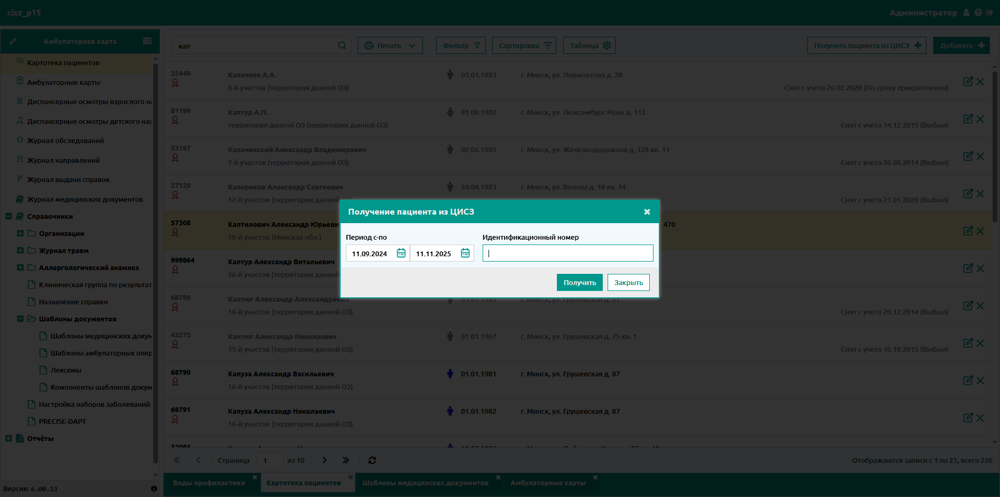 cisz_p15
Администратор
Амбулаторная карта
Картотека пациентов
Амбулаторные карты
В Диспансерные осмотры взрослого на
Д Диспансерные осмотры детского нас
О Журнал обследований
Н Журнал направлений
Р Журнал выдачи справок
Журнал медицинских документов
Справочники
Организации
Журнал травм
Аллергологический анамнез
Клиническая группа по результат
Назначение справки
Шаблоны документов
Шаблоны медицинских докум
Шаблоны амбулаторных опер
Лексемы
Компоненты шаблонов докум
Настройка наборов заболеваний
PRECISE-DAPT
Отчёты
Версия: 6.00.13
кап
Печать
Фильтр
Сортировка
Таблица
Получить пациента из ЦИСЗ
Добавить
35440 Капаченя А.А. 01.01.1983 г. Минск, ул. Лермонтова д. 28
8-й участок (территория данной ОЗ) Снят с учета 20.02.2020 (По сроку прикрепления)
81199 Каптур А.П. 01.09.1982 г. Минск, ул. Люксембург Розы д. 112
территория данной ОЗ (территория данной ОЗ) Снят с учета 14.12.2015 (Выбыл)
53187 Капачинский Александр Владимирович 02.06.1985 г. Минск, ул. Железнодорожная д. 128 кв. 11
7-й участок (территория данной ОЗ) Снят с учета 26.08.2014 (Выбыл)
27129 Капориков Александр Сергеевич 20.04.1983 г. Минск, ул. Волоха д. 10 кв. 14
12-й участок (территория данной ОЗ) Снят с учета 21.01.2020 (Выбыл)
57308 Каптилович Александр Юрьеви . 470
18-й участок (Минская обл.)
999864 Каптур Александр Витальевич
26-й участок (территория данно
68789 Каптюг Александр Александрович 01.01.1983 г. Минск, ул. Грушевская д. 87
16-й участок (территория данной ОЗ) Снят с учета 20.12.2014 (Выбыл)
43273 Каптюг Александр Николаевич 01.01.1967 г. Минск, ул. Грушевская д. 75 кв. 1
15-й участок (территория данной ОЗ) Снят с учета 16.10.2015 (Выбыл)
68790 Капуза Александр Васильевич 01.01.1981 г. Минск, ул. Грушевская д. 87
16-й участок (территория данной ОЗ)
68791 Капуза Александр Николаевич 01.01.1982 г. Минск, ул. Грушевская д. 87
16-й участок (территория данной ОЗ)
32094
Получение пациента из ЦИСЗ
Период с-по Идентификационный номер
11.09.2024 11.11.2025
Получить Закрыть
Страница 1 из 10
Отображаются записи с 1 по 25, всего 226
Виды профилактики Картотека пациентов Шаблоны медицинских документов Амбулаторные карты